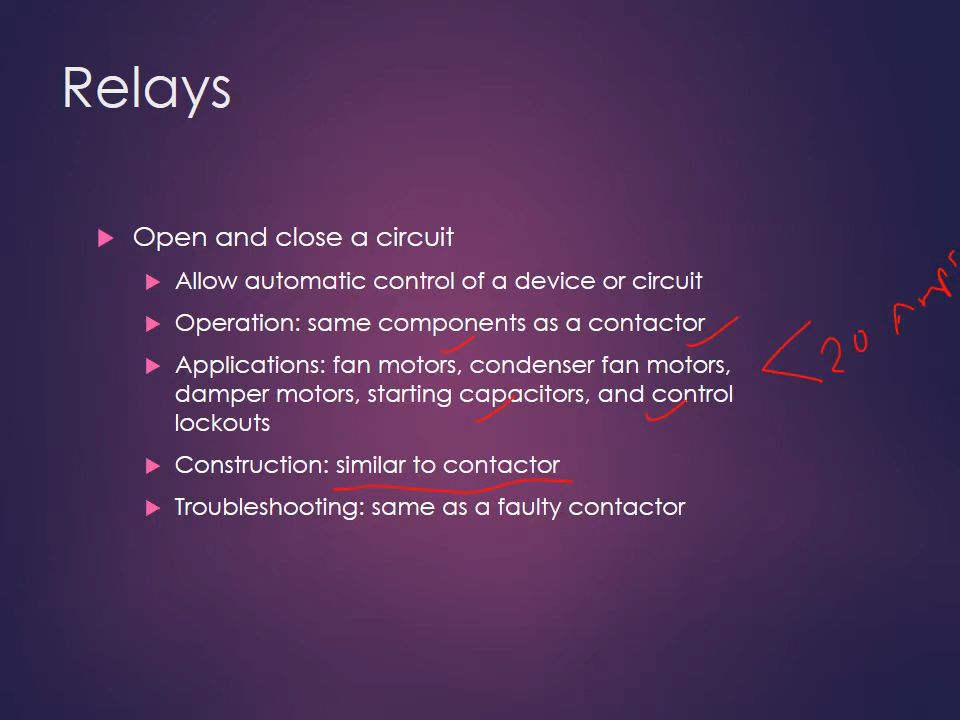 Relays
Open and close a circuit
Allow automatic control of a device or circuit
Operation: same components as a contactor
Applications: fan motors, condenser fan motors,
damper motors, starting capacitors, and control
lockouts
Construction: similar to contactor
Troubleshooting: same as a faulty contactor
<20 Amps